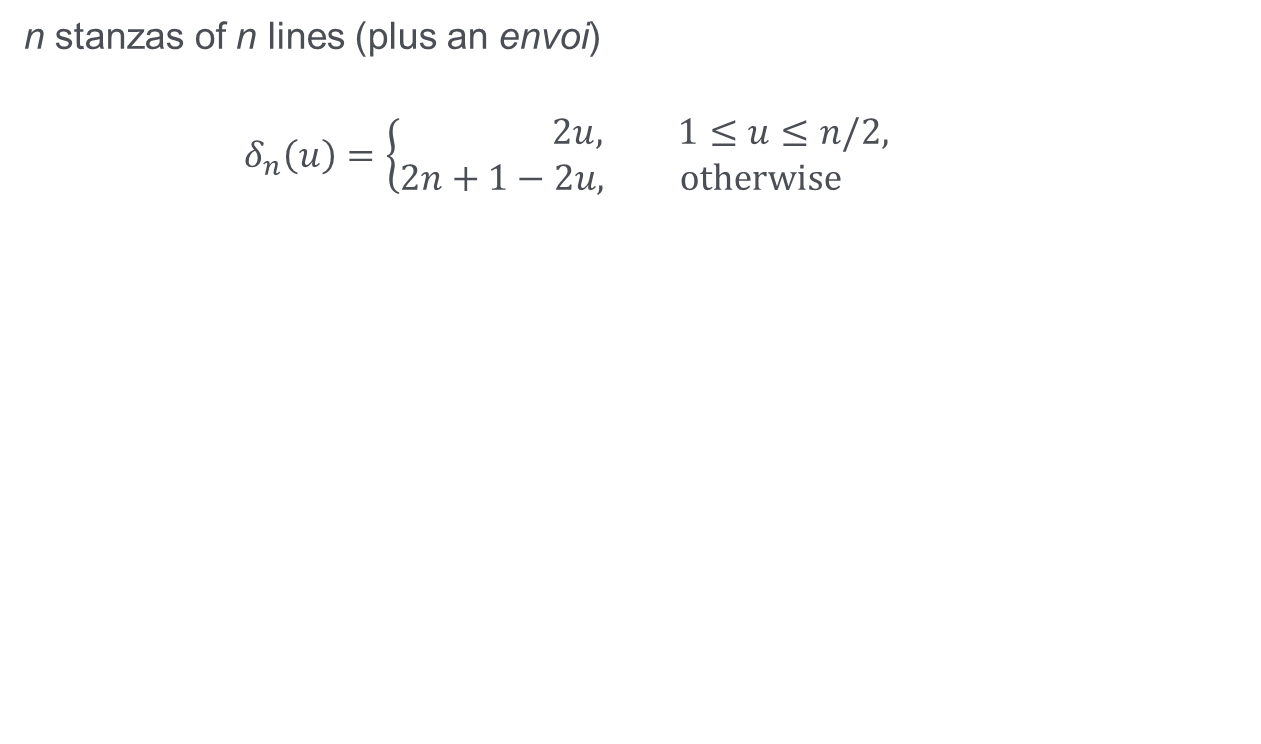 n stanzas of n lines (plus an envoi)
δₙ(u) = { 2u, 1 ≤ u ≤ n/2,
2n + 1 − 2u, otherwise